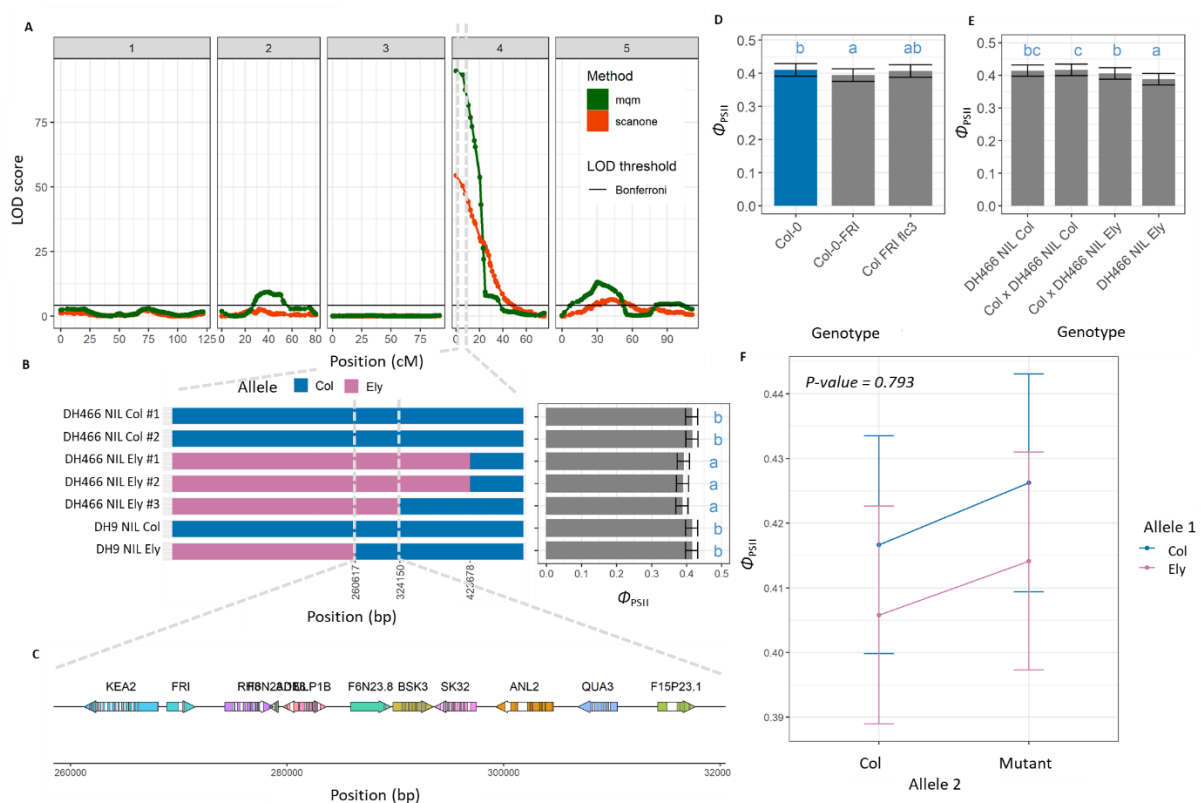 A
1
2
3
4
5
LOD score
75
50
25
0
Method
mqm
scanone
LOD threshold
Bonferroni
0 25 50 75 100 125
0 20 40 60 80
0 25 50 75
0 20 40 60
0 30 60 90
Position (cM)
B
Allele
Col
Ely
DH466 NIL Col #1
DH466 NIL Col #2
DH466 NIL Ely #1
DH466 NIL Ely #2
DH466 NIL Ely #3
DH9 NIL Col
DH9 NIL Ely
260617
324150
423678
Position (bp)
b
b
a
a
a
b
b
0.0 0.1 0.2 0.3 0.4 0.5
ΦPSII
C
KEA2
FRI
F6N23.8
BSK3
SK32
ANL2
QUA3
F15P23.1
260000
280000
300000
32000
Position (bp)
D
b
a
ab
0.5
0.4
0.3
0.2
0.1
0.0
ΦPSII
Col-0
Col-0-FRI
Col FRI flc3
Genotype
E
bc
c
b
a
0.5
0.4
0.3
0.2
0.1
0.0
ΦPSII
DH466 NIL Col
Col x DH466 NIL Col
Col x DH466 NIL Ely
DH466 NIL Ely
Genotype
F
P-value = 0.793
0.44
0.43
0.42
0.41
0.40
0.39
ΦPSII
Col
Mutant
Allele 2
Allele 1
Col
Ely